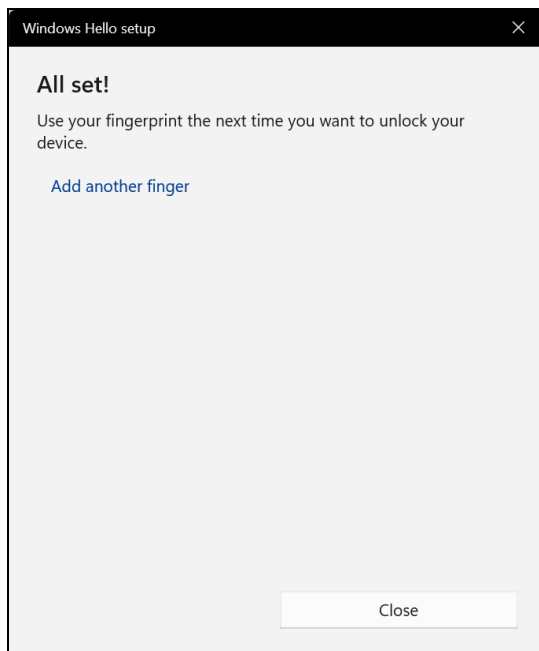 Windows Hello setup
All set!
Use your fingerprint the next time you want to unlock your
device.
Add another finger
Close